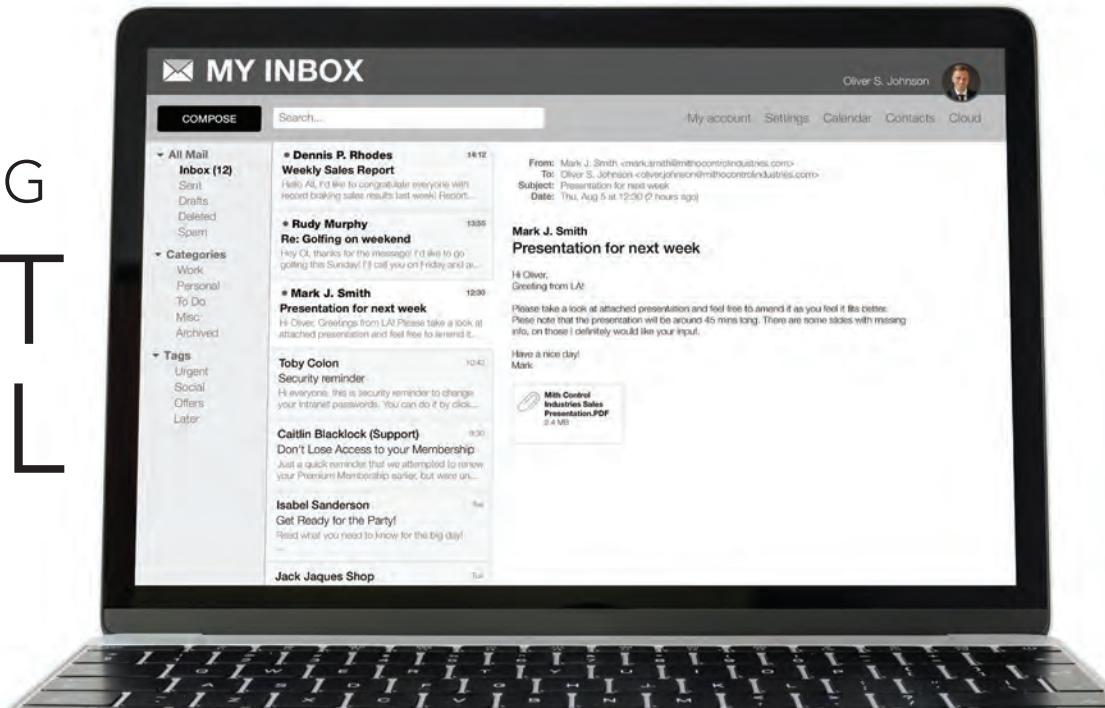 G
T
L
MY INBOX
Oliver S. Johnson
COMPOSE
Search...
My account Settings Calendar Contacts Cloud
All Mail
Inbox (12)
Sent
Drafts
Deleted
Spam
Categories
Work
Personal
To Do
Misc
Archived
Tags
Urgent
Social
Offers
Later
Dennis P. Rhodes 14:12
Weekly Sales Report
Hello All, I'd like to congratulate everyone with
record braking sales results last week! Report...
Rudy Murphy 13:55
Re: Golfing on weekend
Hey Ol, thanks for the message! I'd like to go
golfing this Sunday! I'll call you on Friday and ar...
Mark J. Smith 12:30
Presentation for next week
Hi Oliver, Greetings from LA! Please take a look at
attached presentation and feel free to amend it...
Toby Colon 10:42
Security reminder
Hi everyone, this is security reminder to change
your Intranet passwords. You can do it by click...
Caitlin Blacklock (Support) 9:30
Don't Lose Access to your Membership
Just a quick reminder that we attempted to renew
your Premium Membership earlier, but were un...
Isabel Sanderson Tue
Get Ready for the Party!
Read what you need to know for the big day!
...
Jack Jaques Shop Tue
From: Mark J. Smith <mark.smith@mithocontrolindustries.com>
To: Oliver S. Johnson <oliver.johnson@mithocontrolindustries.com>
Subject: Presentation for next week
Date: Thu, Aug 5 at 12:30 (2 hours ago)
Mark J. Smith
Presentation for next week
Hi Oliver,
Greeting from LA!
Please take a look at attached presentation and feel free to amend it as you feel it fits better.
Plese note that the presentation will be around 45 mins long. There are some slides with missing
info, on those I definitely would like your input.
Have a nice day!
Mark
Mith Control
Industries Sales
Presentation.PDF
2.4 MB